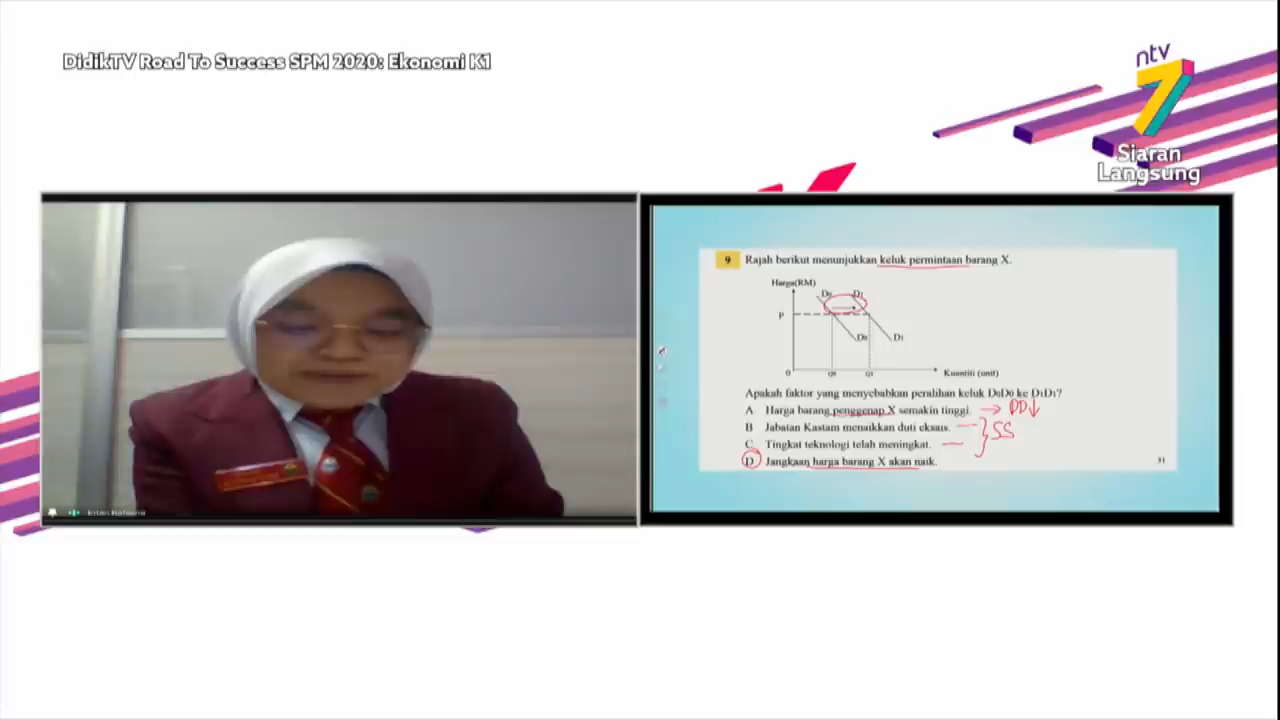 DidikTV Road To Success SPM 2020: Ekonomi K1
ntv
7
Siaran
Langsung
9 Rajah berikut menunjukkan keluk permintaan barang X.
Harga(RM)
D0 D1
P
D0 D1
0 Q0 Q1 Kuantiti (unit)
Apakah faktor yang menyebabkan peralihan keluk D0D0 ke D1D1?
A Harga barang penggenap X semakin tinggi. → DD↓
B Jabatan Kastam menaikkan duti eksais.
SS
C Tingkat teknologi telah meningkat.
D Jangkaan harga barang X akan naik.
31